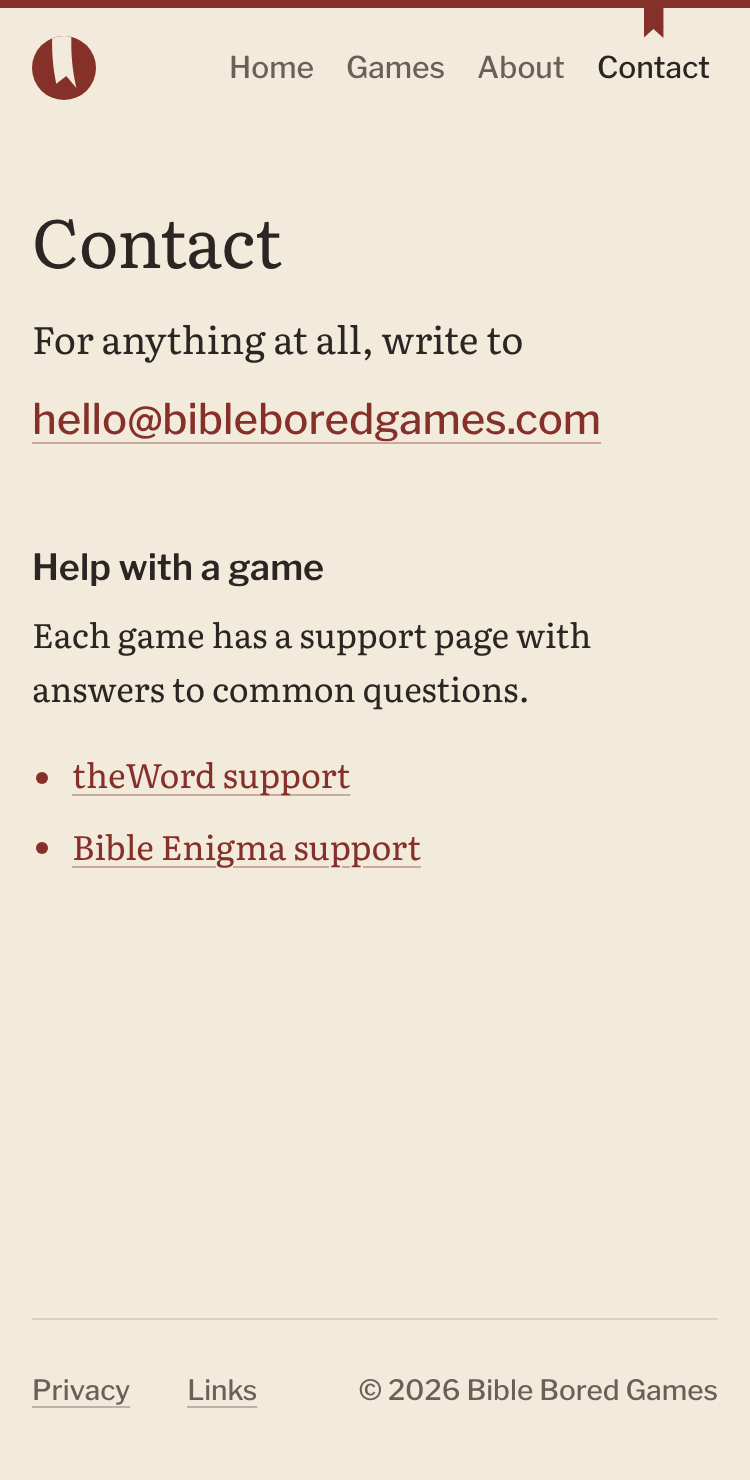 Home Games About Contact
Contact
For anything at all, write to
hello@bibleboredgames.com
Help with a game
Each game has a support page with
answers to common questions.
• theWord support
• Bible Enigma support
Privacy Links © 2026 Bible Bored Games